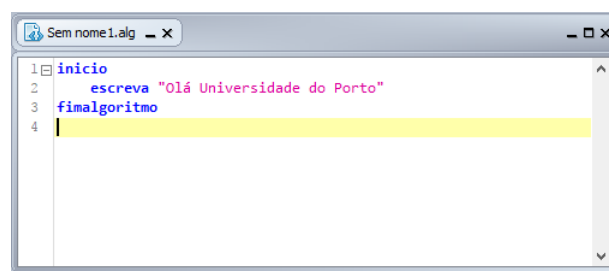 Sem nome1.alg
1 inicio
2 escreva "Olá Universidade do Porto"
3 fimalgoritmo
4